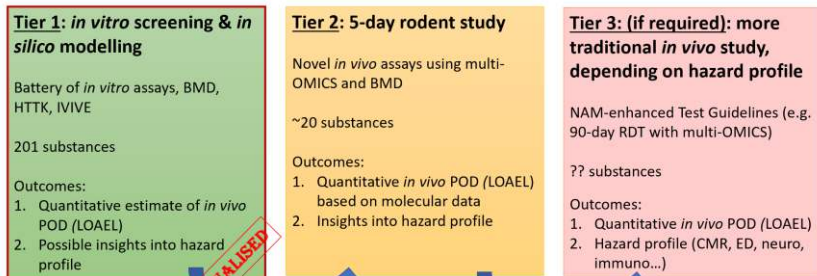 Tier 1: in vitro screening & in
silico modelling
Battery of in vitro assays, BMD,
HTTK, IVIVE
201 substances
Outcomes:
1. Quantitative estimate of in vivo
POD (LOAEL)
2. Possible insights into hazard
profile
ALISED
Tier 2: 5-day rodent study
Novel in vivo assays using multi-
OMICS and BMD
~20 substances
Outcomes:
1. Quantitative in vivo POD (LOAEL)
based on molecular data
2. Insights into hazard profile
Tier 3: (if required): more
traditional in vivo study,
depending on hazard profile
NAM-enhanced Test Guidelines (e.g.
90-day RDT with multi-OMICS)
?? substances
Outcomes:
1. Quantitative in vivo POD (LOAEL)
2. Hazard profile (CMR, ED, neuro,
immuno...)